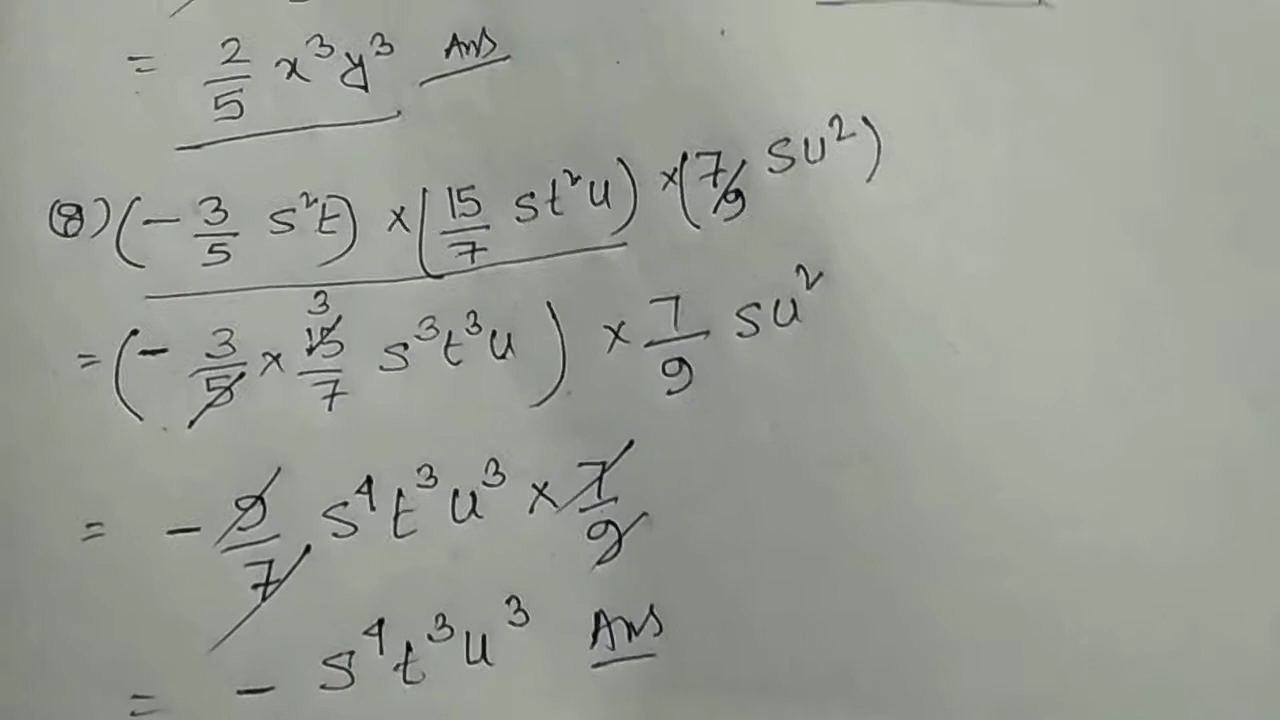 = 2/5 x³y³ Ans
(8) (- 3/5 s²t) × (15/7 st²u) × (7/9 su²)
= (- 3/5 × 15/7 s³t³u) × 7/9 su²
3
= - 9/7 s⁴t³u³ × 7/9
= - s⁴t³u³ Ans